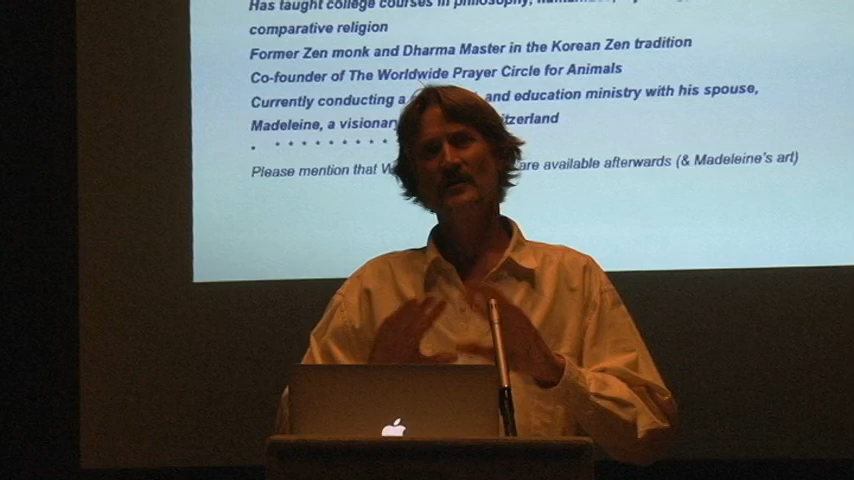 Has taught college courses in philosophy,
comparative religion
Former Zen monk and Dharma Master in the Korean Zen tradition
Co-founder of The Worldwide Prayer Circle for Animals
Currently conducting a and education ministry with his spouse,
Madeleine, a visionary
Please mention that are available afterwards (& Madeleine's art)